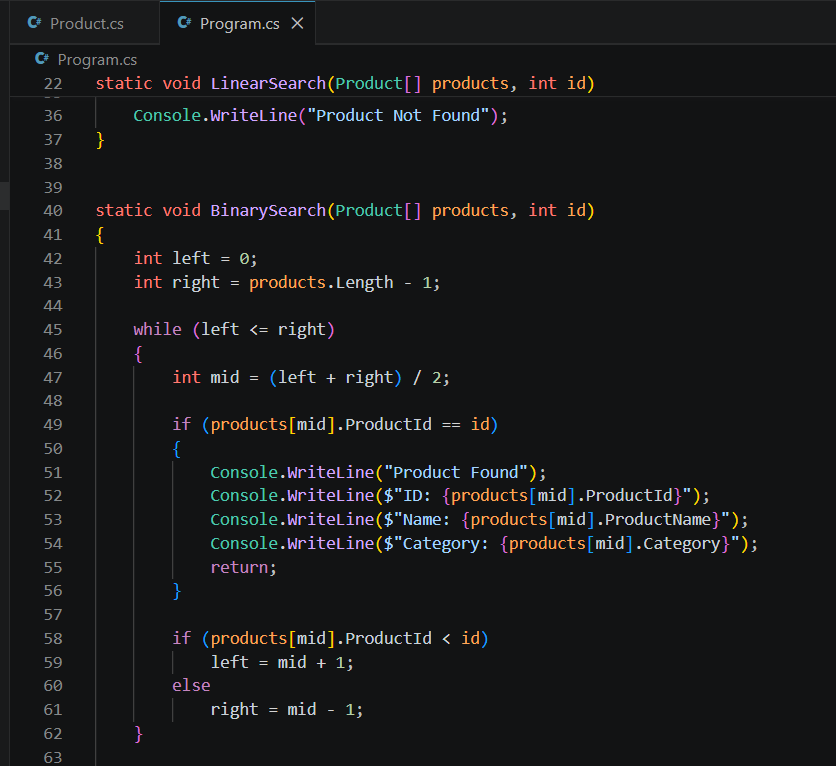 C# Product.cs
C# Program.cs ×
C# Program.cs
22 static void LinearSearch(Product[] products, int id)
36     Console.WriteLine("Product Not Found");
37 }
38
39
40 static void BinarySearch(Product[] products, int id)
41 {
42     int left = 0;
43     int right = products.Length - 1;
44
45     while (left <= right)
46     {
47         int mid = (left + right) / 2;
48
49         if (products[mid].ProductId == id)
50         {
51             Console.WriteLine("Product Found");
52             Console.WriteLine($"ID: {products[mid].ProductId}");
53             Console.WriteLine($"Name: {products[mid].ProductName}");
54             Console.WriteLine($"Category: {products[mid].Category}");
55             return;
56         }
57
58         if (products[mid].ProductId < id)
59             left = mid + 1;
60         else
61             right = mid - 1;
62     }
63